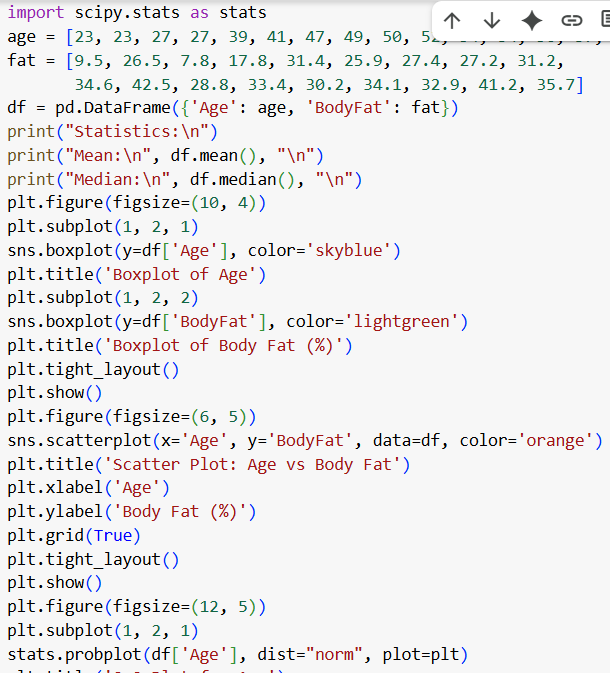 import scipy.stats as stats
age = [23, 23, 27, 27, 39, 41, 47, 49, 50,
fat = [9.5, 26.5, 7.8, 17.8, 31.4, 25.9, 27.4, 27.2, 31.2,
34.6, 42.5, 28.8, 33.4, 30.2, 34.1, 32.9, 41.2, 35.7]
df = pd.DataFrame({'Age': age, 'BodyFat': fat})
print("Statistics:\n")
print("Mean:\n", df.mean(), "\n")
print("Median:\n", df.median(), "\n")
plt.figure(figsize=(10, 4))
plt.subplot(1, 2, 1)
sns.boxplot(y=df['Age'], color='skyblue')
plt.title('Boxplot of Age')
plt.subplot(1, 2, 2)
sns.boxplot(y=df['BodyFat'], color='lightgreen')
plt.title('Boxplot of Body Fat (%)')
plt.tight_layout()
plt.show()
plt.figure(figsize=(6, 5))
sns.scatterplot(x='Age', y='BodyFat', data=df, color='orange')
plt.title('Scatter Plot: Age vs Body Fat')
plt.xlabel('Age')
plt.ylabel('Body Fat (%)')
plt.grid(True)
plt.tight_layout()
plt.show()
plt.figure(figsize=(12, 5))
plt.subplot(1, 2, 1)
stats.probplot(df['Age'], dist="norm", plot=plt)